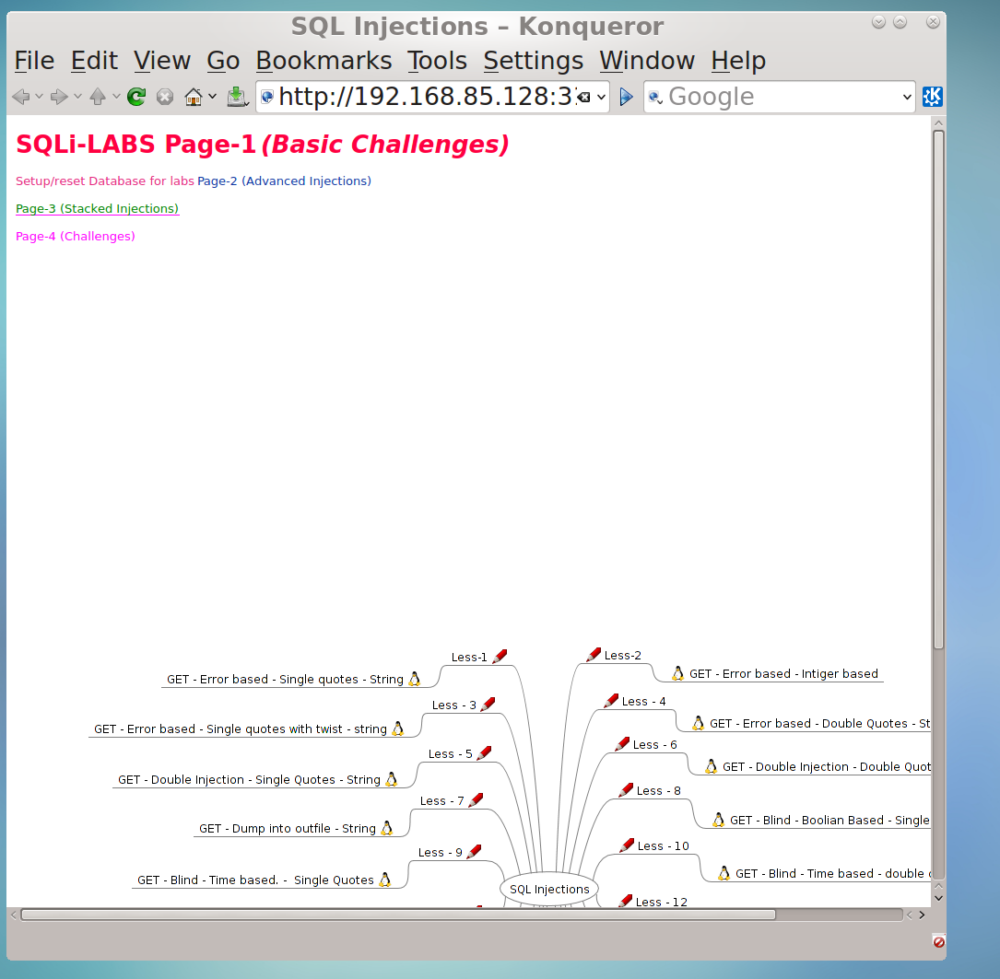 SQL Injections – Konqueror
File Edit View Go Bookmarks Tools Settings Window Help
http://192.168.85.128:3 Google
SQLi-LABS Page-1 (Basic Challenges)
Setup/reset Database for labs Page-2 (Advanced Injections)
Page-3 (Stacked Injections)
Page-4 (Challenges)
Less-1 Less-2
GET - Error based - Single quotes - String GET - Error based - Intiger based
Less - 3 Less - 4
GET - Error based - Single quotes with twist - string GET - Error based - Double Quotes - St
Less - 5 Less - 6
GET - Double Injection - Single Quotes - String GET - Double Injection - Double Quot
Less - 7 Less - 8
GET - Dump into outfile - String GET - Blind - Boolian Based - Single
Less - 9 Less - 10
GET - Blind - Time based. - Single Quotes GET - Blind - Time based - double
SQL Injections
Less - 12